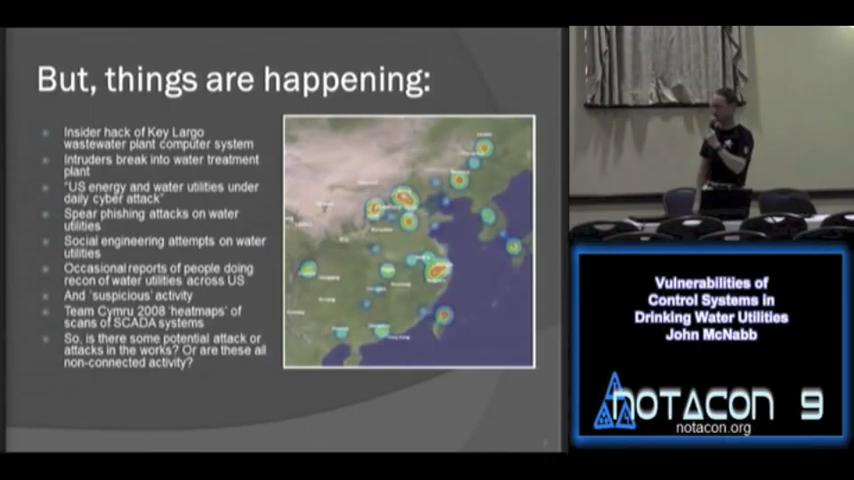 But, things are happening:
Insider hack of Key Largo
wastewater plant computer system
Intruders break into water treatment
plant
"US energy and water utilities under
daily cyber attack"
Spear phishing attacks on water
utilities
Social engineering attempts on water
utilities
Occasional reports of people doing
recon of water utilities across US
And 'suspicious' activity
Team Cymru 2008 'heatmaps' of
scans of SCADA systems
So, is there some potential attack or
attacks in the works? Or are these all
non-connected activity?
Vulnerabilities of
Control Systems in
Drinking Water Utilities
John McNabb
NOTACON 9
notacon.org